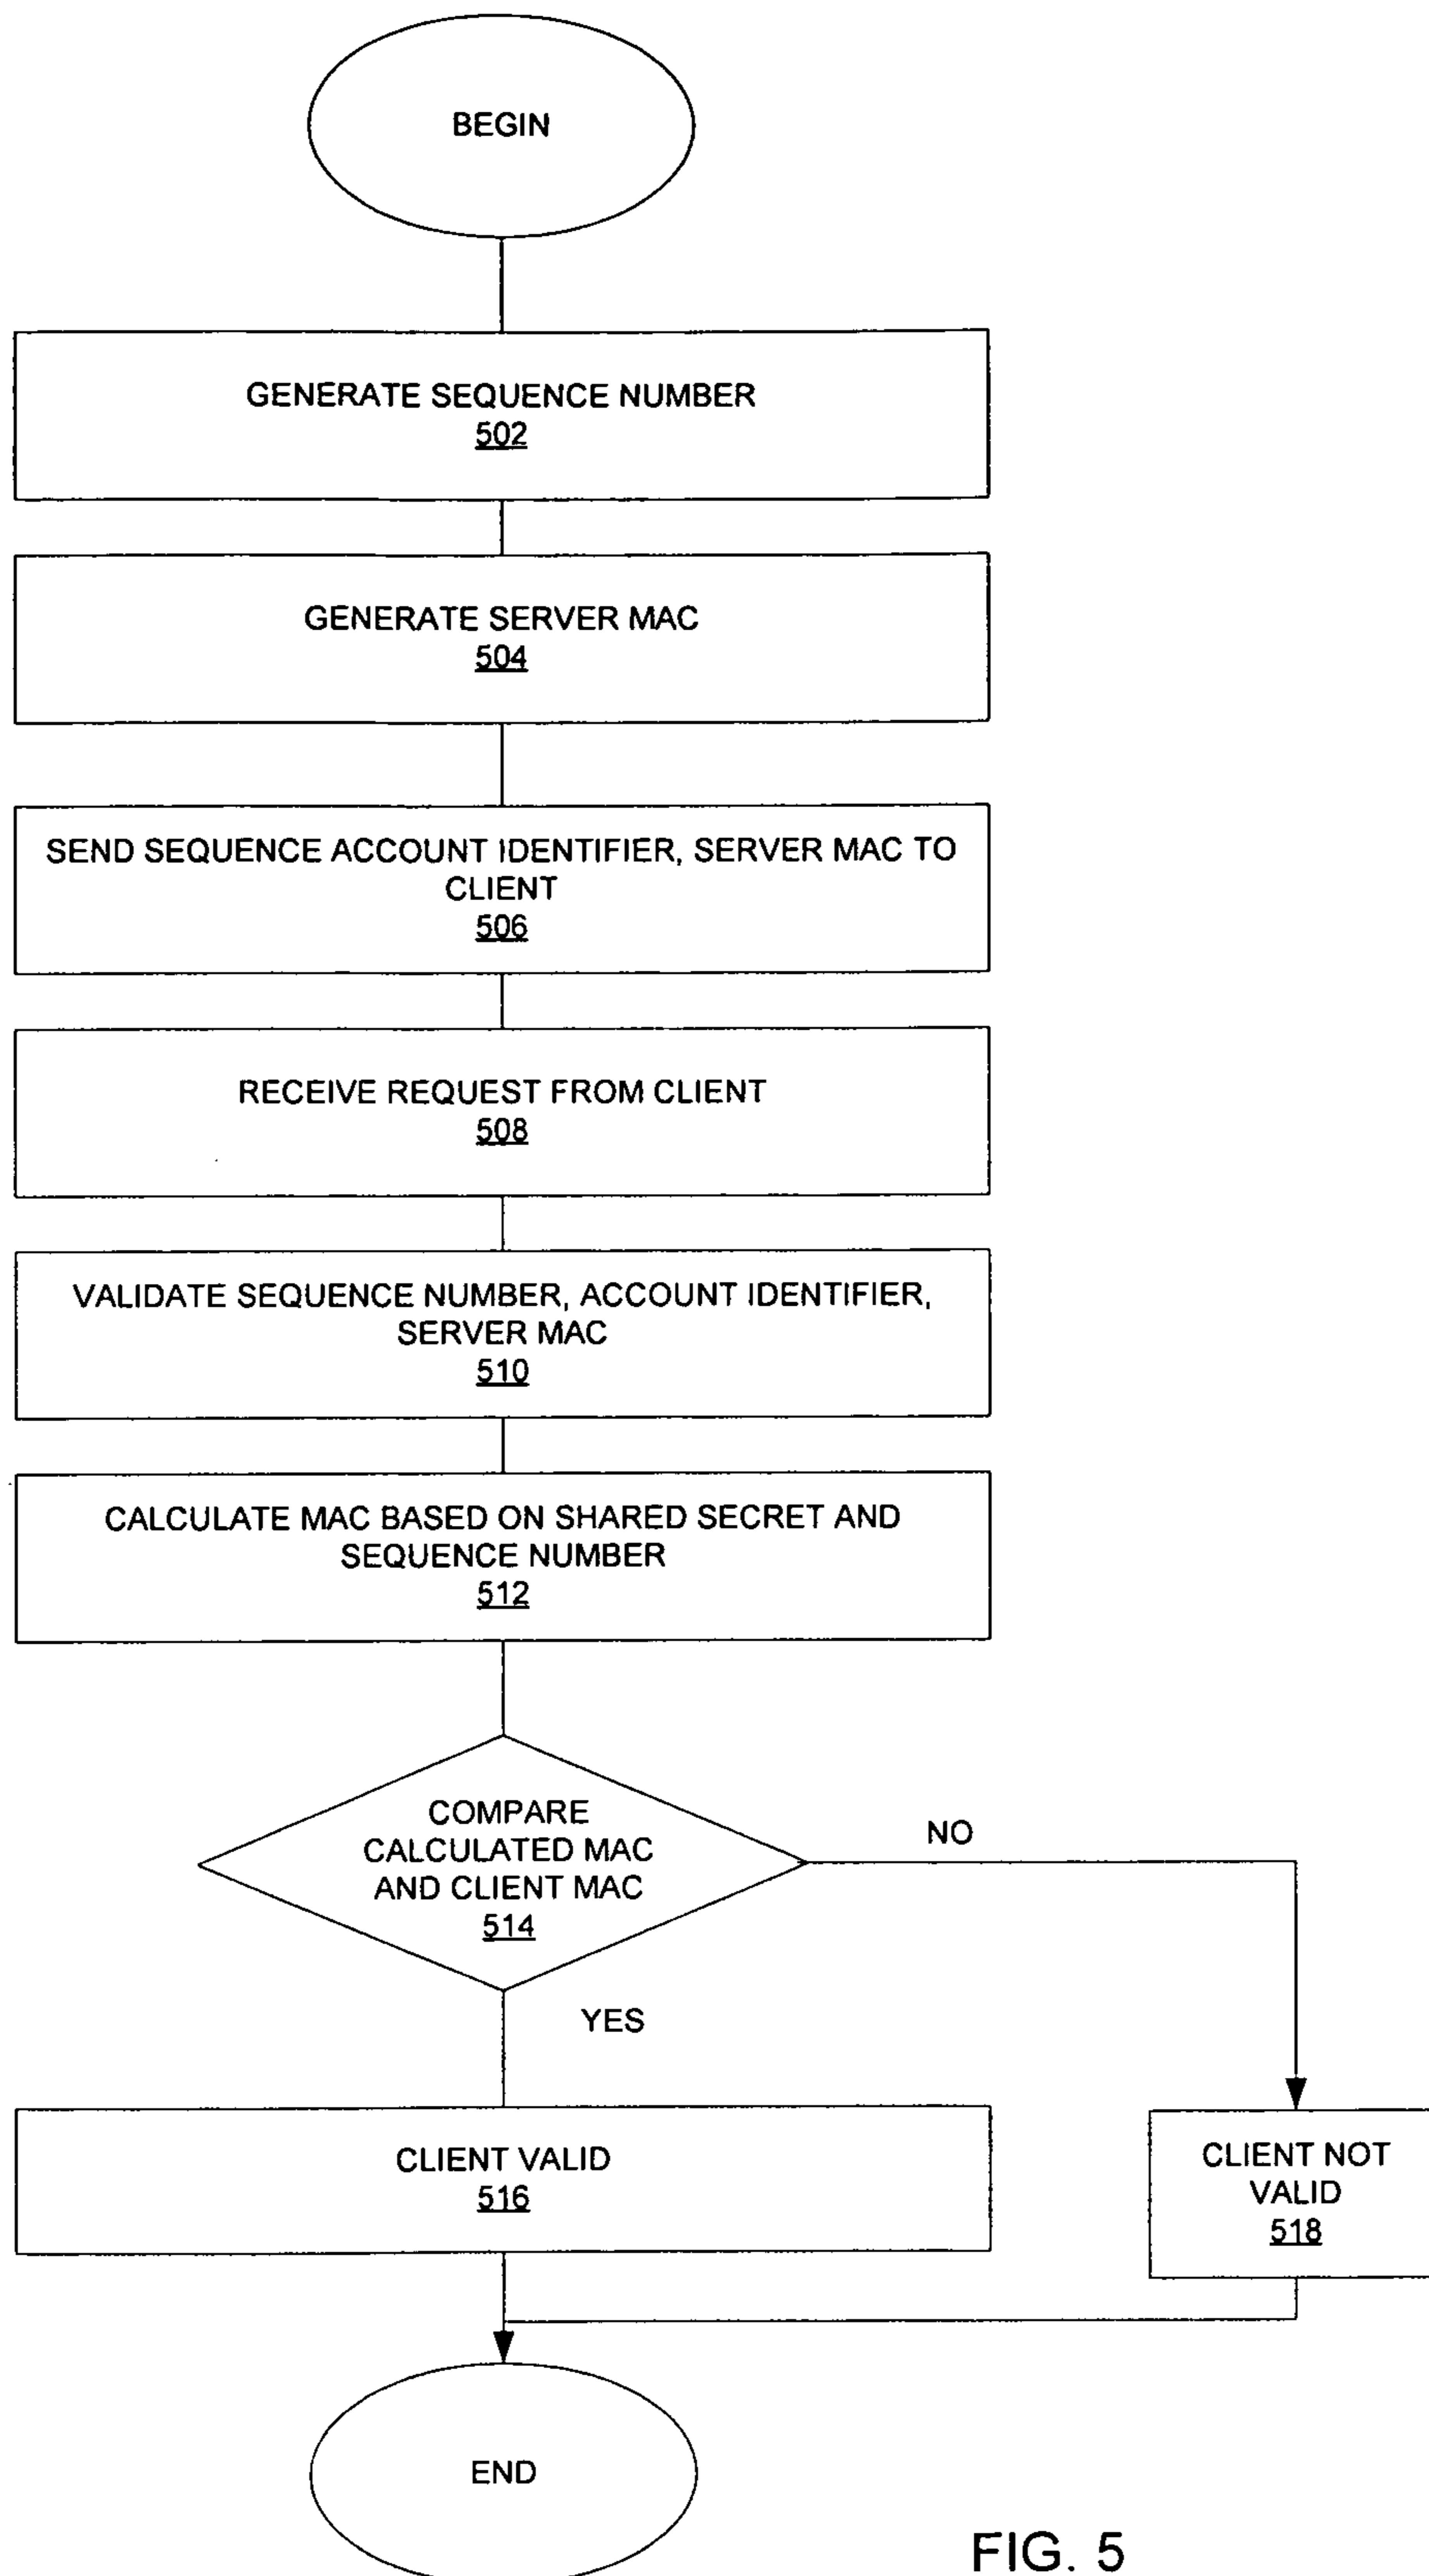 BEGIN
GENERATE SEQUENCE NUMBER
502
GENERATE SERVER MAC
504
SEND SEQUENCE ACCOUNT IDENTIFIER, SERVER MAC TO
CLIENT
506
RECEIVE REQUEST FROM CLIENT
508
VALIDATE SEQUENCE NUMBER, ACCOUNT IDENTIFIER,
SERVER MAC
510
CALCULATE MAC BASED ON SHARED SECRET AND
SEQUENCE NUMBER
512
COMPARE
CALCULATED MAC
AND CLIENT MAC
514
NO
YES
CLIENT VALID
516
CLIENT NOT
VALID
518
END
FIG. 5